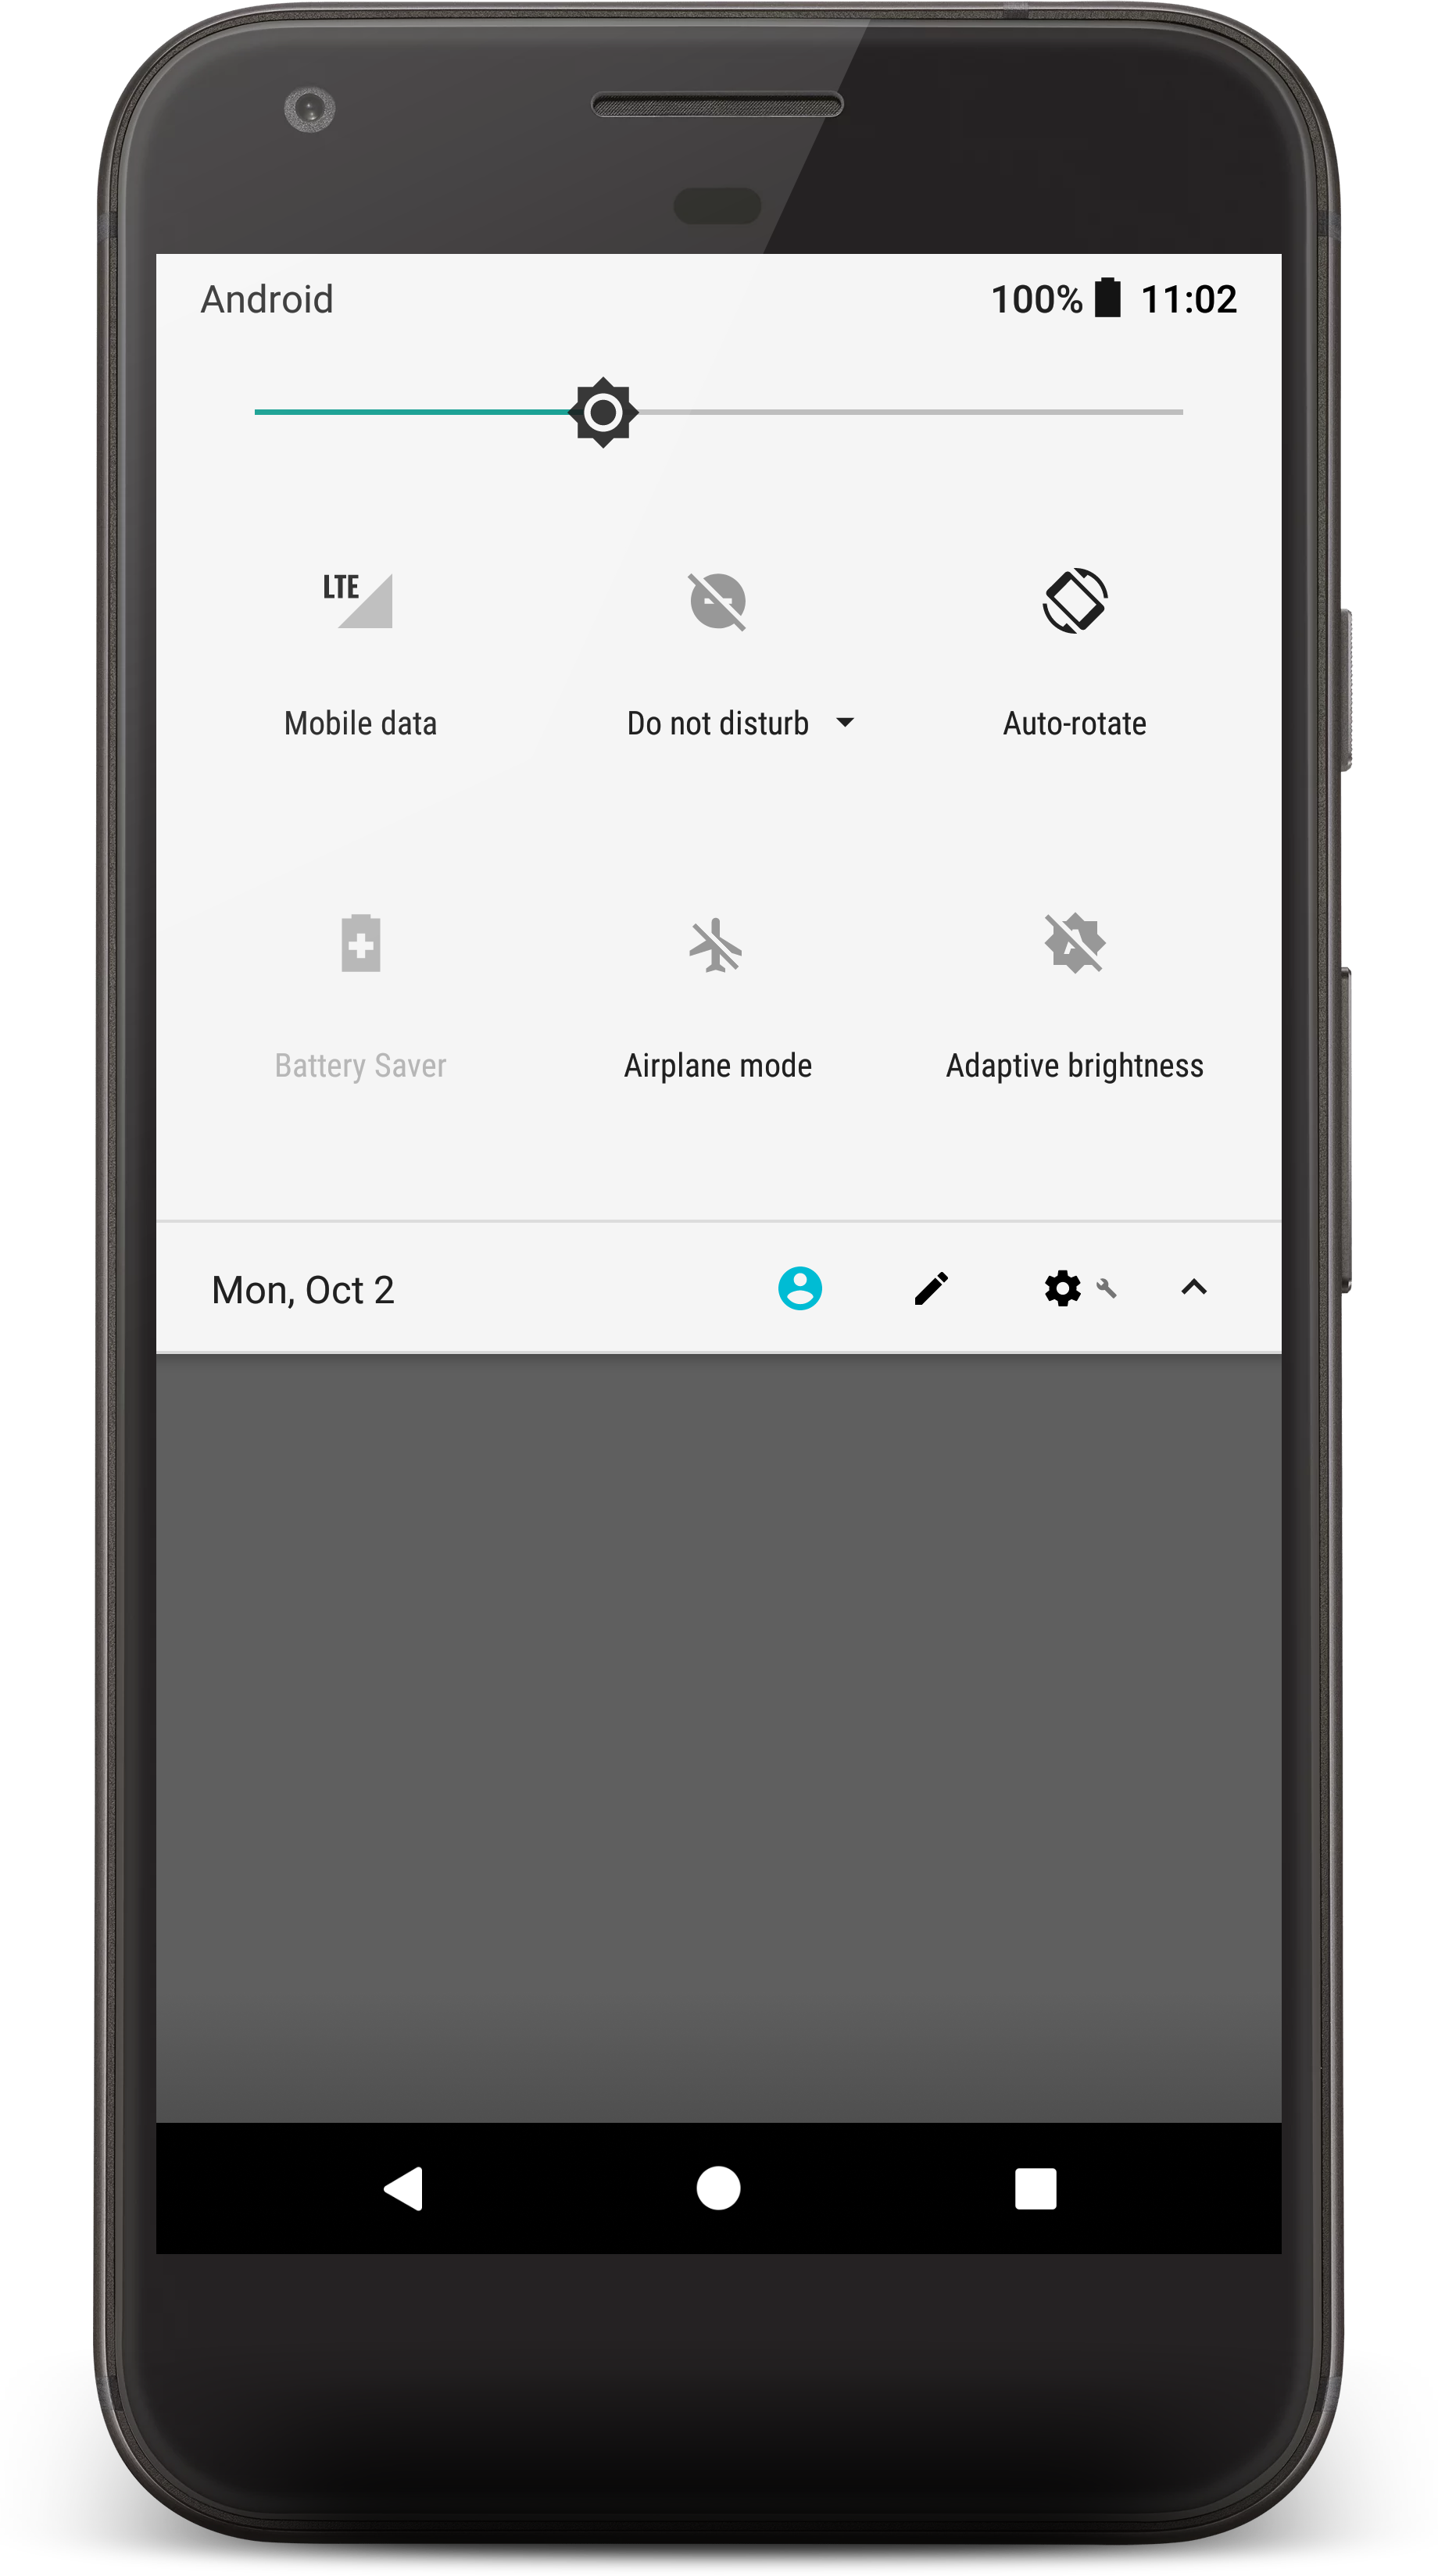 Android 100% 11:02
LTE
Mobile data Do not disturb Auto-rotate
Battery Saver Airplane mode Adaptive brightness
Mon, Oct 2